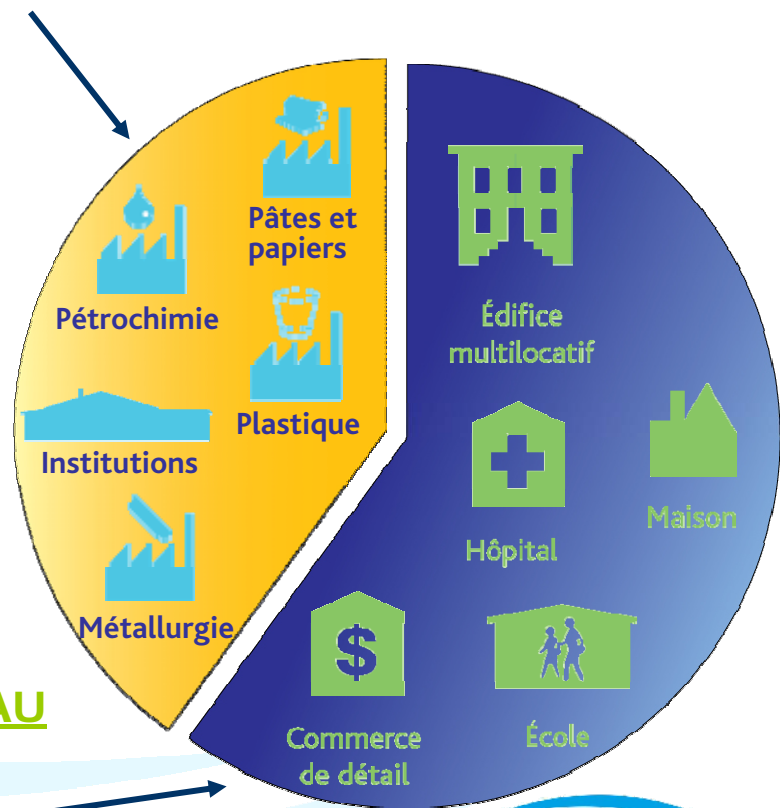 Pâtes et
papiers
Pétrochimie
Plastique
Institutions
Métallurgie
Édifice
multilocatif
Hôpital
Maison
$
Commerce
de détail
École
AU